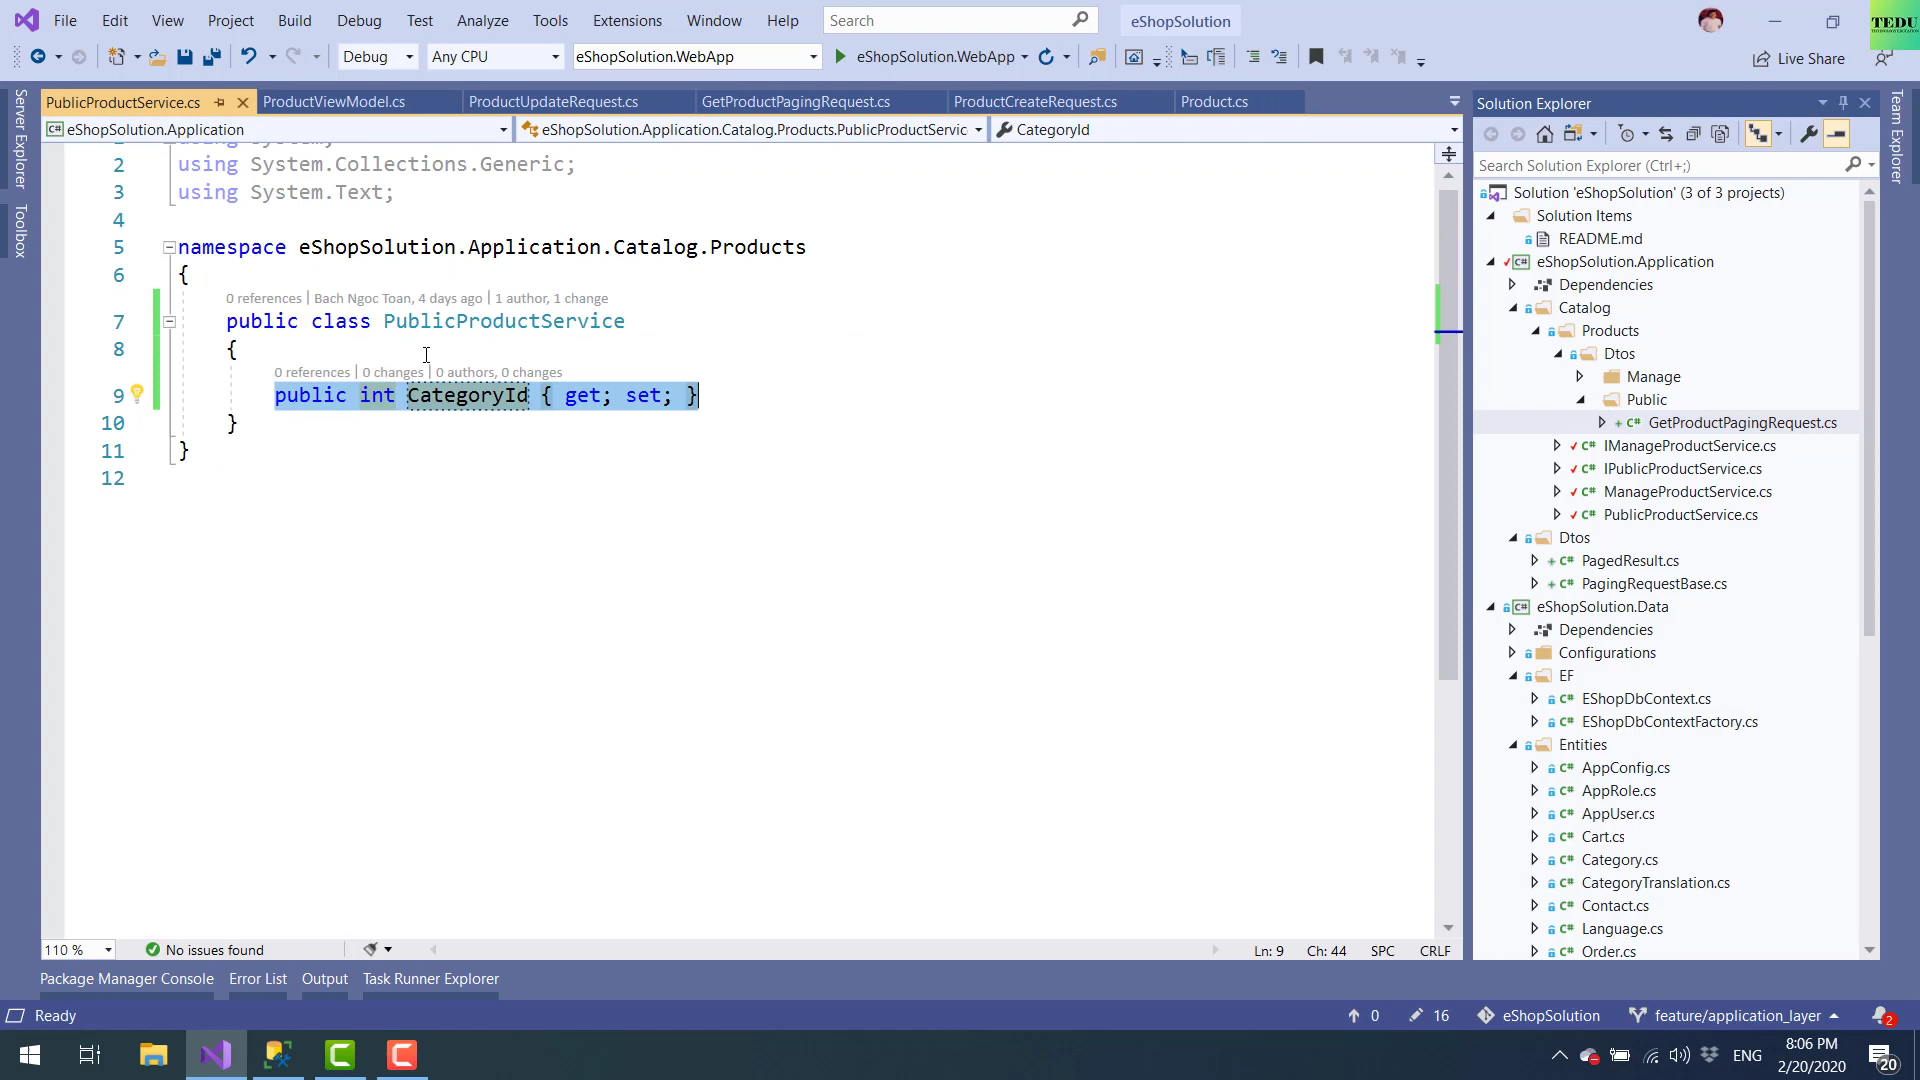 File Edit View Project Build Debug Test Analyze Tools Extensions Window Help Search eShopSolution TEDU
Debug Any CPU eShopSolution.WebApp eShopSolution.WebApp Live Share
PublicProductService.cs ProductViewModel.cs ProductUpdateRequest.cs GetProductPagingRequest.cs ProductCreateRequest.cs Product.cs
eShopSolution.Application eShopSolution.Application.Catalog.Products.PublicProductServic CategoryId
Server Explorer
Toolbox
2 using System.Collections.Generic;
3 using System.Text;
4
5 namespace eShopSolution.Application.Catalog.Products
6 {
0 references | Bach Ngoc Toan, 4 days ago | 1 author, 1 change
7 public class PublicProductService
8 {
0 references | 0 changes | 0 authors, 0 changes
9 public int CategoryId { get; set; }
10 }
11 }
12
110 % No issues found Ln: 9 Ch: 44 SPC CRLF
Solution Explorer
Search Solution Explorer (Ctrl+;)
Solution 'eShopSolution' (3 of 3 projects)
Solution Items
README.md
eShopSolution.Application
Dependencies
Catalog
Products
Dtos
Manage
Public
GetProductPagingRequest.cs
IManageProductService.cs
IPublicProductService.cs
ManageProductService.cs
PublicProductService.cs
Dtos
PagedResult.cs
PagingRequestBase.cs
eShopSolution.Data
Dependencies
Configurations
EF
EShopDbContext.cs
EShopDbContextFactory.cs
Entities
AppConfig.cs
AppRole.cs
AppUser.cs
Cart.cs
Category.cs
CategoryTranslation.cs
Contact.cs
Language.cs
Order.cs
Team Explorer
Package Manager Console Error List Output Task Runner Explorer
Ready 0 16 eShopSolution feature/application_layer 2
ENG 8:06 PM
2/20/2020 20